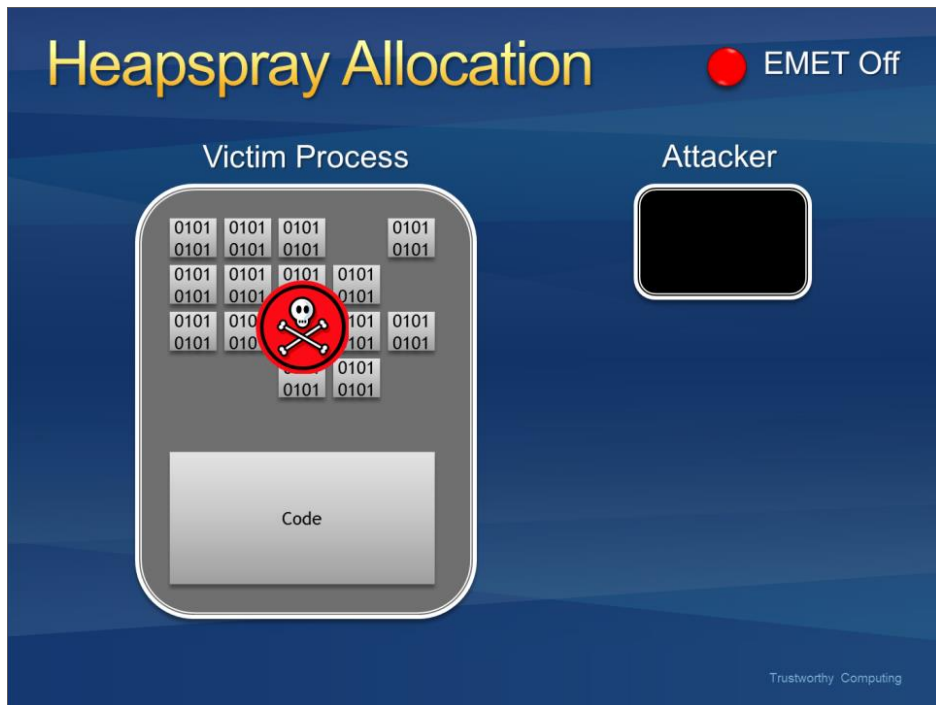 Heapspray Allocation
EMET Off
Victim Process
Attacker
0101 0101 0101 0101
0101 0101 0101 0101
0101 0101 0101 0101
0101 0101 0101
0101 0101
0101 0101
0101
0101 0101
Code
Trustworthy Computing